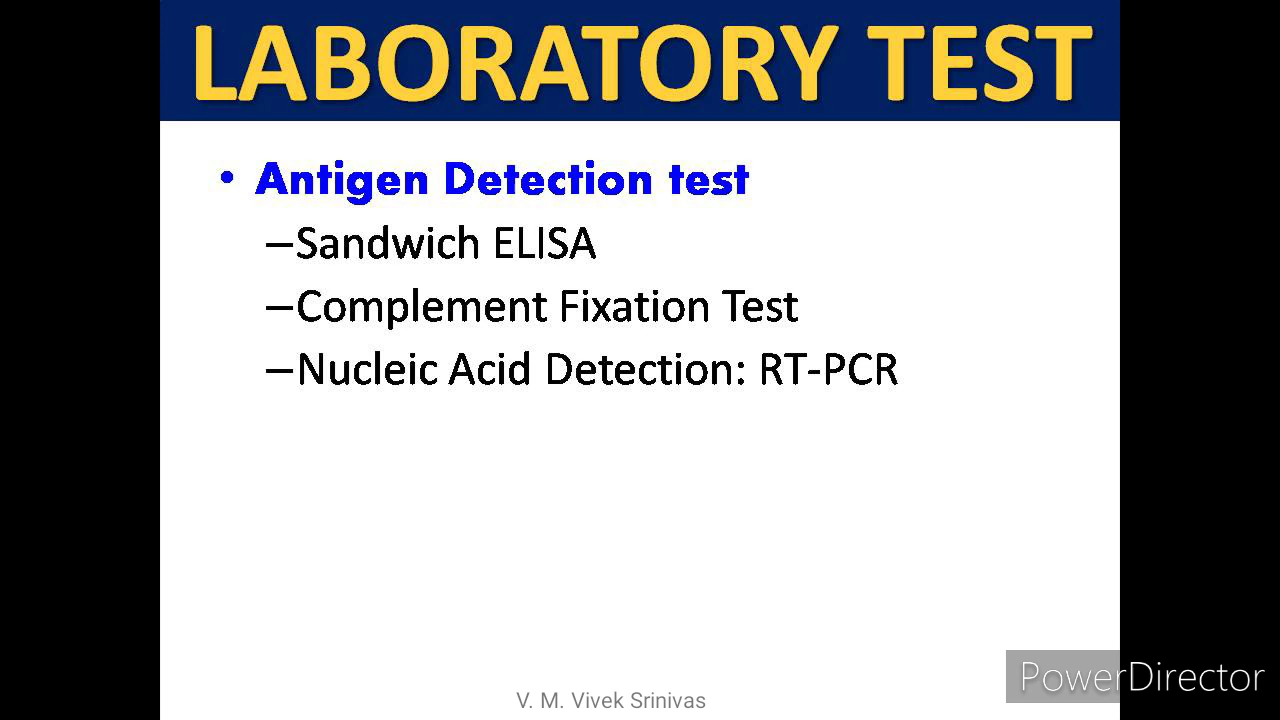 LABORATORY TEST
• Antigen Detection test
–Sandwich ELISA
–Complement Fixation Test
–Nucleic Acid Detection: RT-PCR
V. M. Vivek Srinivas
PowerDirector